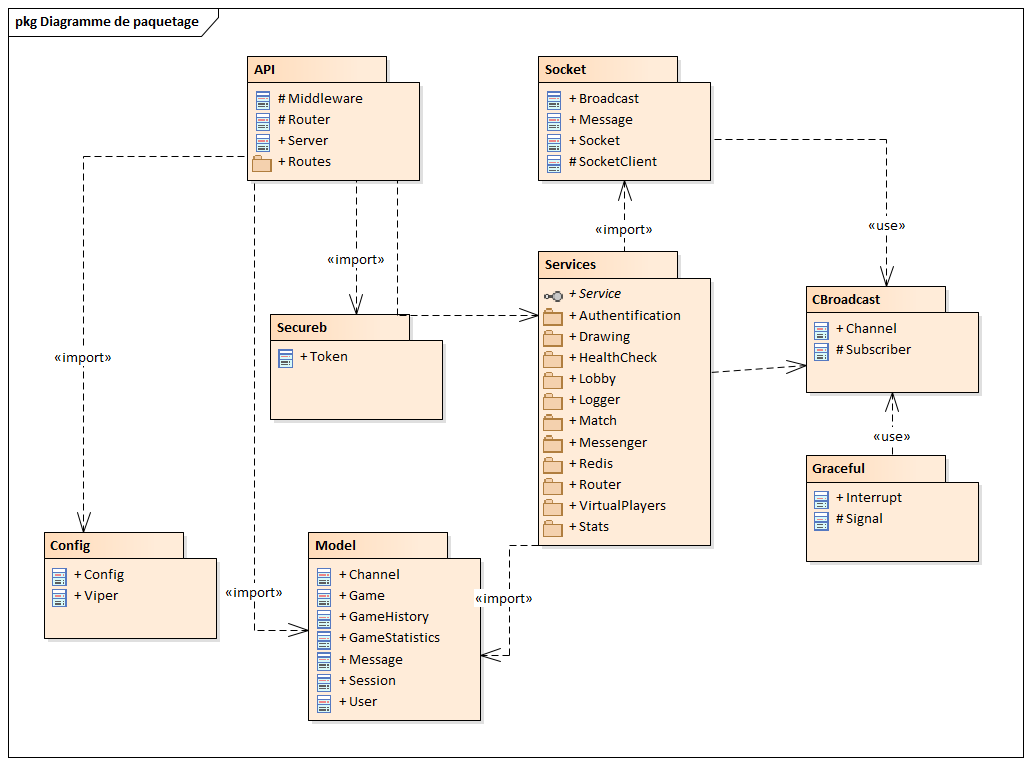 pkg Diagramme de paquetage
API
# Middleware
# Router
+ Server
+ Routes
Socket
+ Broadcast
+ Message
+ Socket
# SocketClient
«use»
«import»
«import»
Services
+ Service
+ Authentification
+ Drawing
+ HealthCheck
+ Lobby
+ Logger
+ Match
+ Messenger
+ Redis
+ Router
+ VirtualPlayers
+ Stats
CBroadcast
+ Channel
# Subscriber
Secureb
+ Token
«import»
«use»
Graceful
+ Interrupt
# Signal
Config
+ Config
+ Viper
«import»
Model
+ Channel
+ Game
+ GameHistory
+ GameStatistics
+ Message
+ Session
+ User
«import»